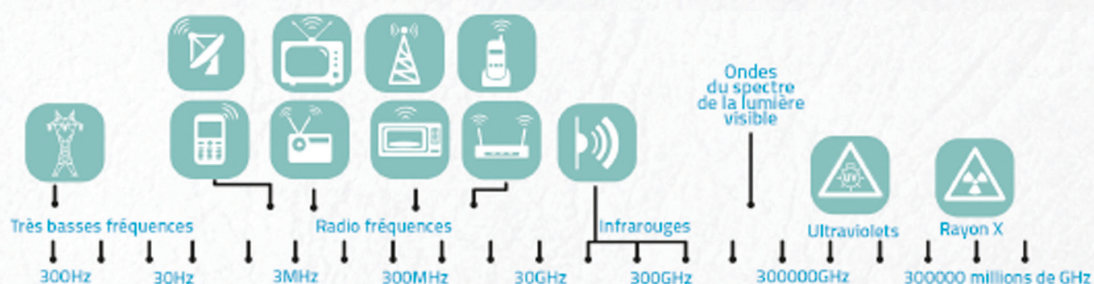 Ondes
du spectre
de la lumière
visible
UV
Très basses fréquences
Radio fréquences
Infrarouges
Ultraviolets
Rayon X
300Hz
30Hz
3MHz
300MHz
30GHz
300GHz
300000GHz
300000 millions de GHz